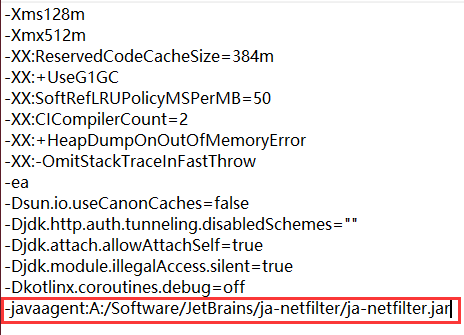 -Xms128m
-Xmx512m
-XX:ReservedCodeCacheSize=384m
-XX:+UseG1GC
-XX:SoftRefLRUPolicyMSPerMB=50
-XX:CICompilerCount=2
-XX:+HeapDumpOnOutOfMemoryError
-XX:-OmitStackTraceInFastThrow
-ea
-Dsun.io.useCanonCaches=false
-Djdk.http.auth.tunneling.disabledSchemes=""
-Djdk.attach.allowAttachSelf=true
-Djdk.module.illegalAccess.silent=true
-Dkotlinx.coroutines.debug=off
-javaagent:A:/Software/JetBrains/ja-netfilter/ja-netfilter.jar